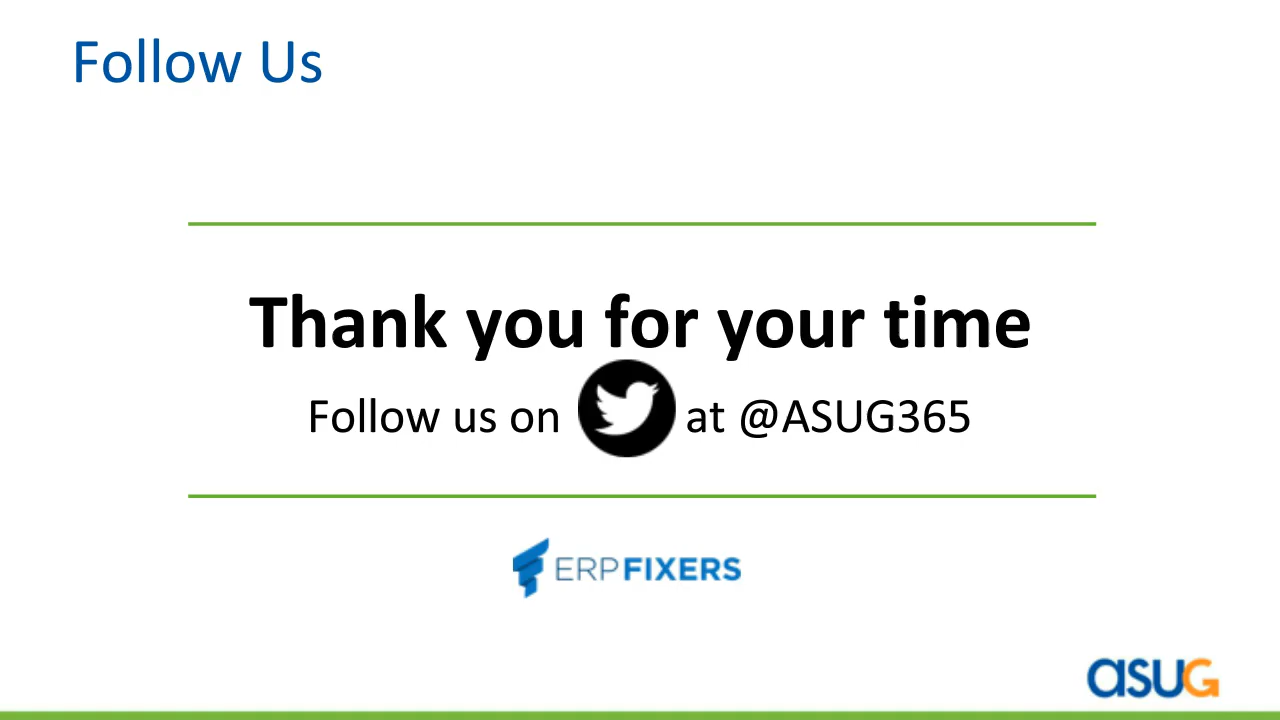 Follow Us
Thank you for your time
Follow us on at @ASUG365
ERPFIXERS
asUG